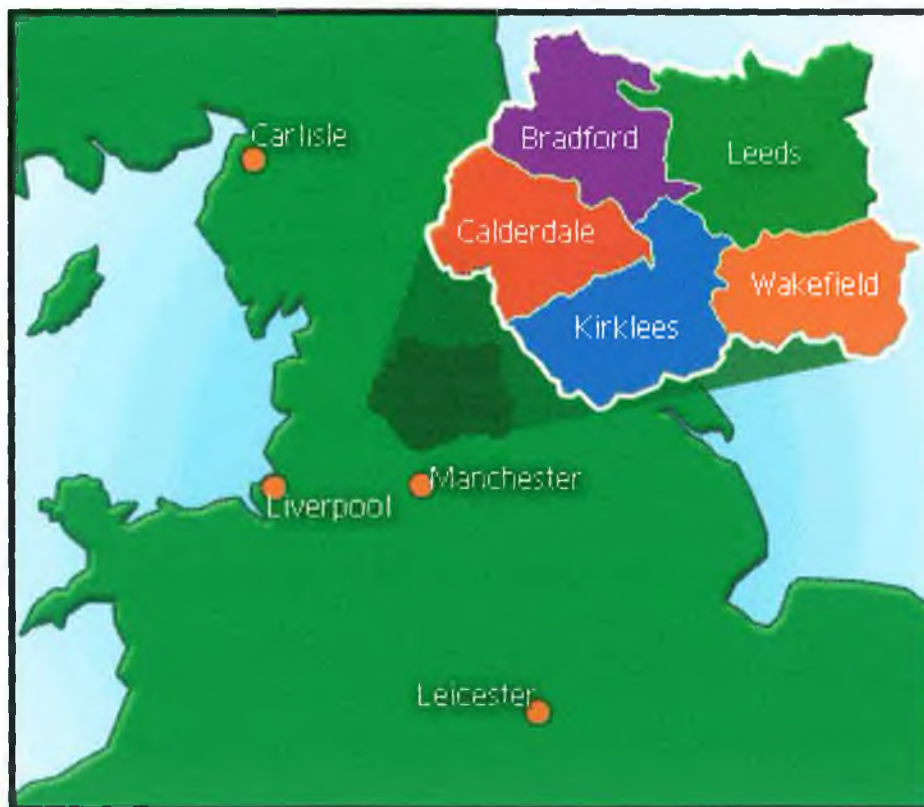 Carlisle
Bradford
Leeds
Calderdale
Wakefield
Kirklees
Manchester
Liverpool
Leicester